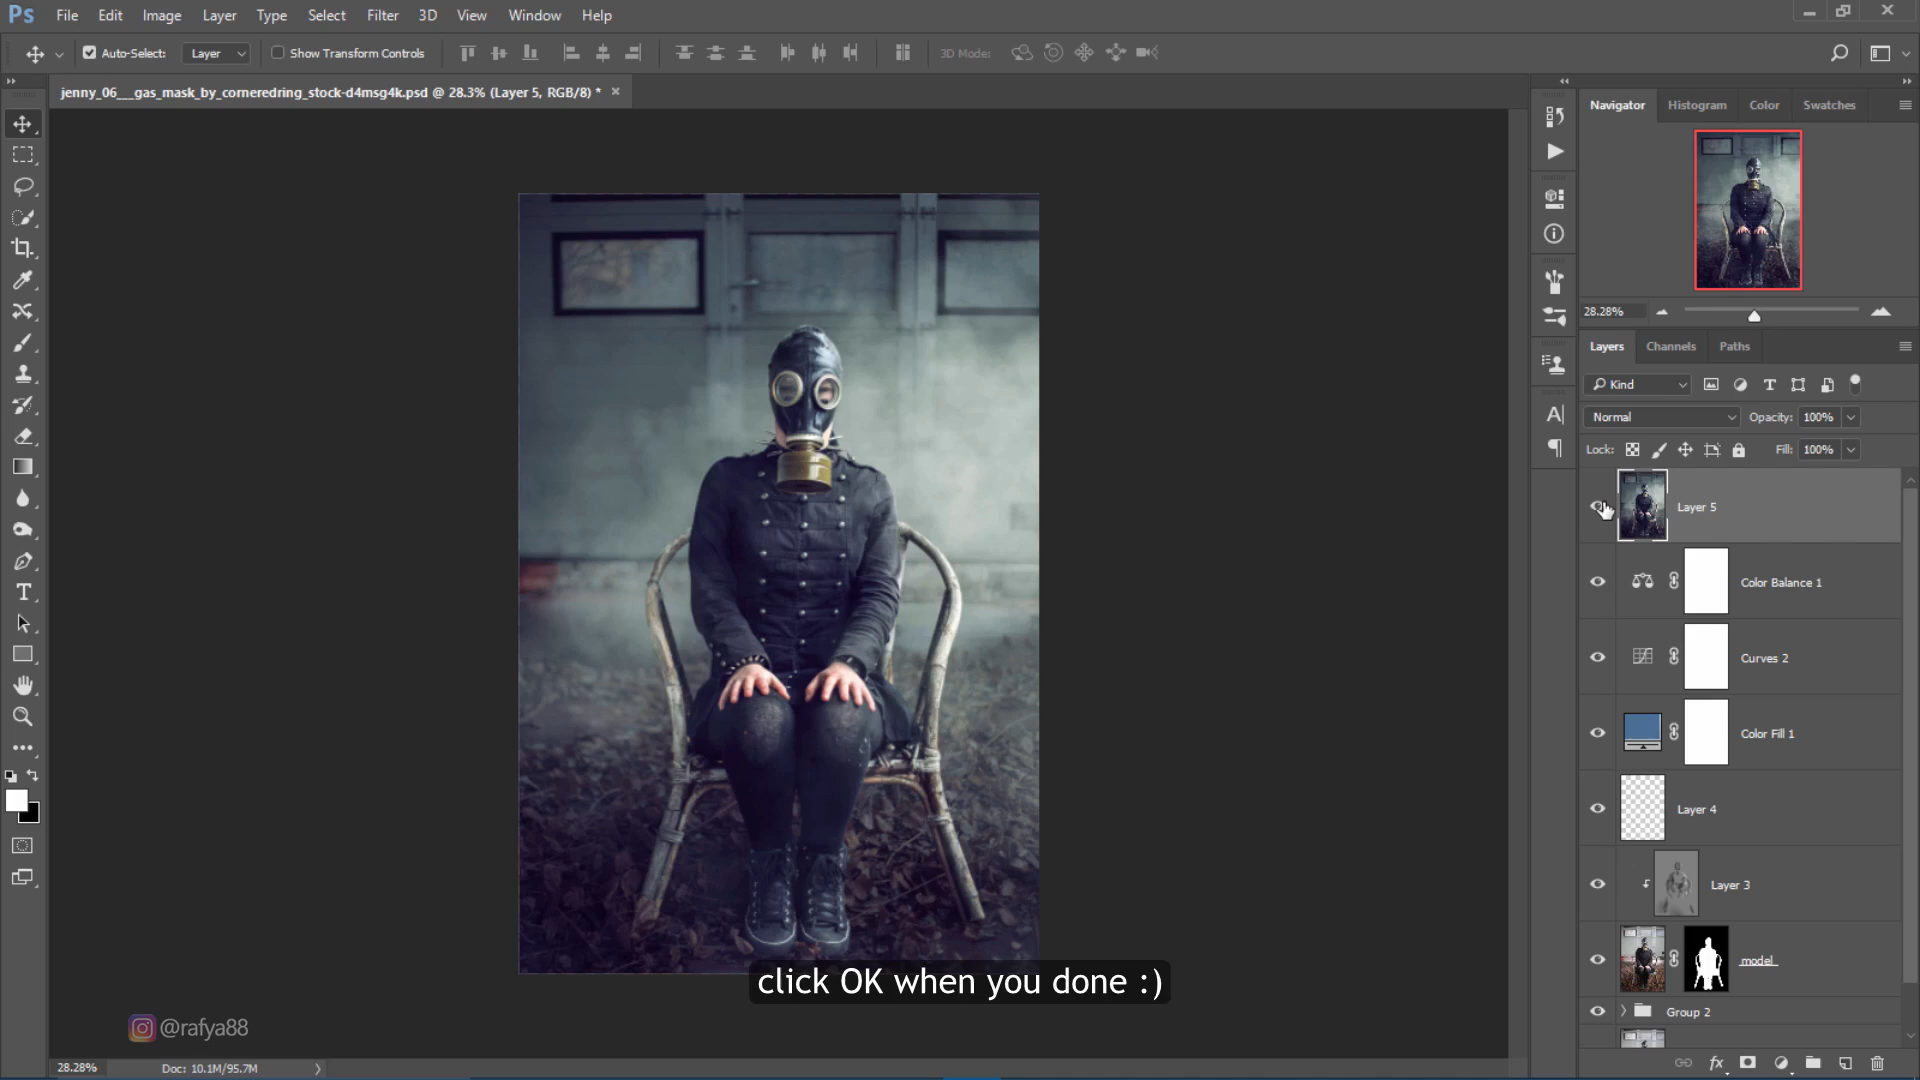 Ps File Edit Image Layer Type Select Filter 3D View Window Help
Auto-Select: Layer Show Transform Controls 3D Mode:
jenny_06___gas_mask_by_corneredring_stock-d4msg4k.psd @ 28.3% (Layer 5, RGB/8) *
Navigator Histogram Color Swatches
28.28%
Layers Channels Paths
Kind
Normal Opacity: 100%
Lock: Fill: 100%
Layer 5
Color Balance 1
Curves 2
Color Fill 1
Layer 4
Layer 3
model
Group 2
click OK when you done :)
@rafya88
28.28% Doc: 10.1M/95.7M